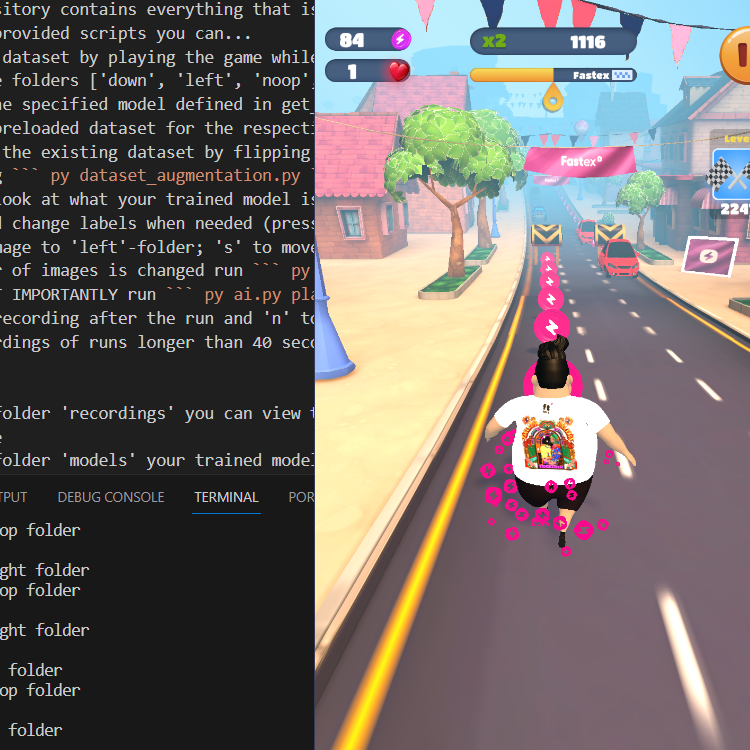 sitory contains everything that is
provided scripts you can...
dataset by playing the game while
e folders ['down', 'left', 'noop',
he specified model defined in get
preloaded dataset for the respecti
the existing dataset by flipping
g ``` py dataset_augmentation.py
look at what your trained model is
d change labels when needed (press
mage to 'left'-folder; 's' to move
r of images is changed run ``` py
T IMPORTANTLY run ``` py ai.py pla
recording after the run and 'n' to
rdings of runs longer than 40 seco
folder 'recordings' you can view t
e
folder 'models' your trained model
TPUT DEBUG CONSOLE TERMINAL POR
op folder
ght folder
op folder
ght folder
folder
op folder
folder
84
x2 1116
1
Fastex
Fastex
Leve
224